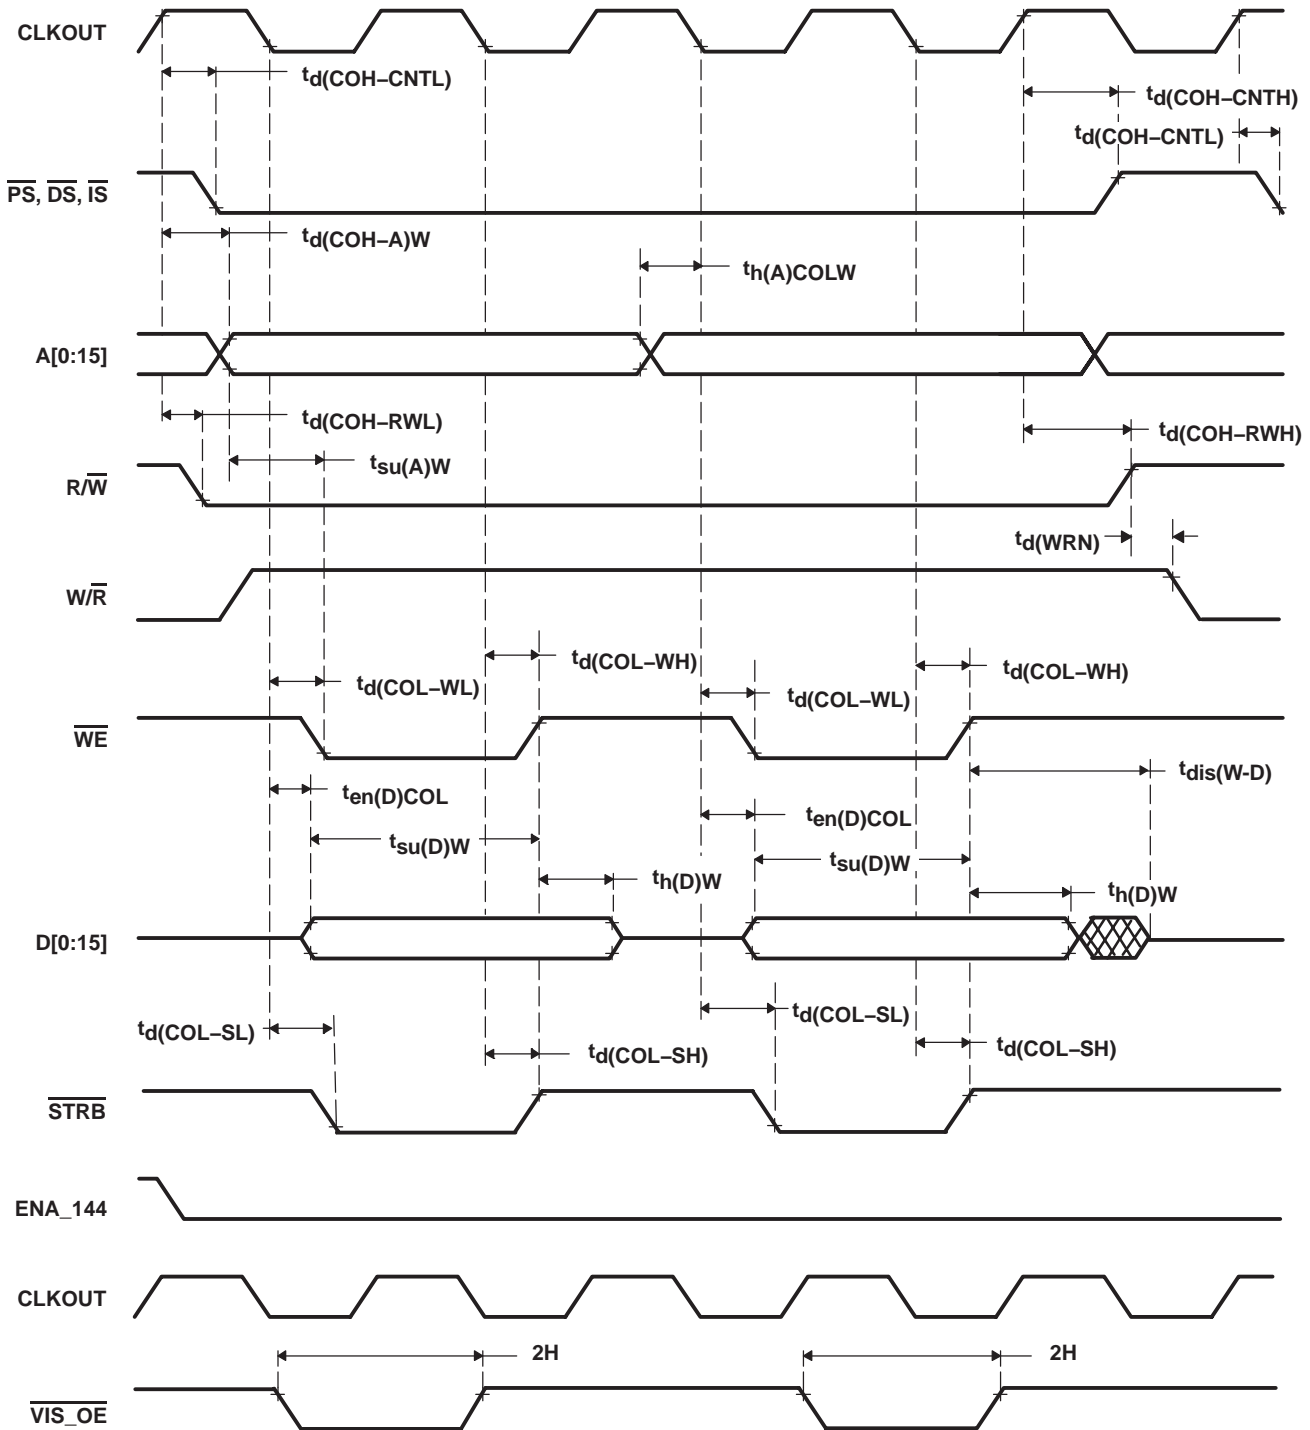 CLKOUT
td(COH–CNTL)
td(COH–CNTH)
td(COH–CNTL)
PS, DS, IS
td(COH–A)W
th(A)COLW
A[0:15]
td(COH–RWL)
td(COH–RWH)
tsu(A)W
R/W
td(WRN)
W/R
td(COL–WH)
td(COL–WH)
td(COL–WL)
td(COL–WL)
WE
tdis(W-D)
ten(D)COL
ten(D)COL
tsu(D)W
tsu(D)W
th(D)W
th(D)W
D[0:15]
td(COL–SL)
td(COL–SL)
td(COL–SH)
td(COL–SH)
STRB
ENA_144
CLKOUT
2H
2H
VIS_OE